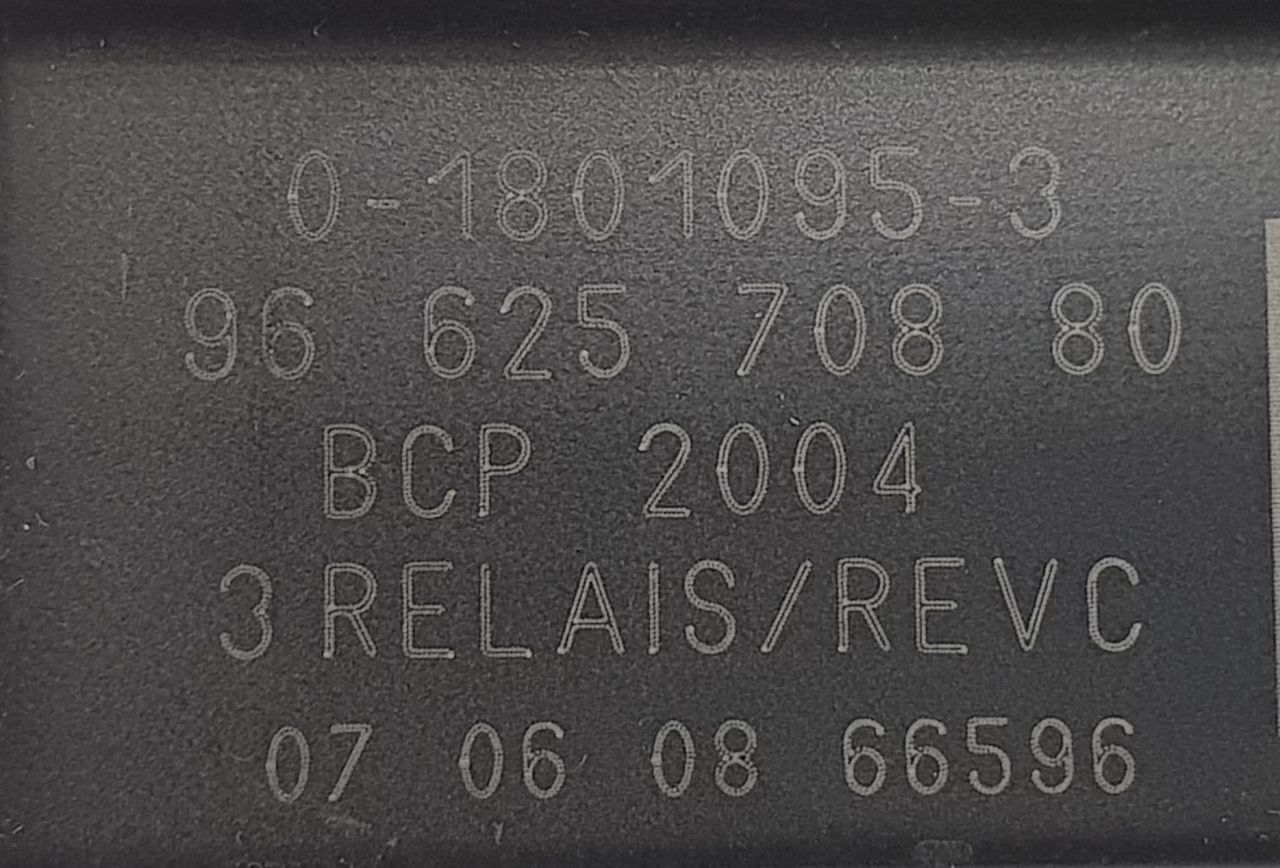 0-1801095-3
96 625 708 80
BCP 2004
3 RELAIS/REVC
07 06 08 66596